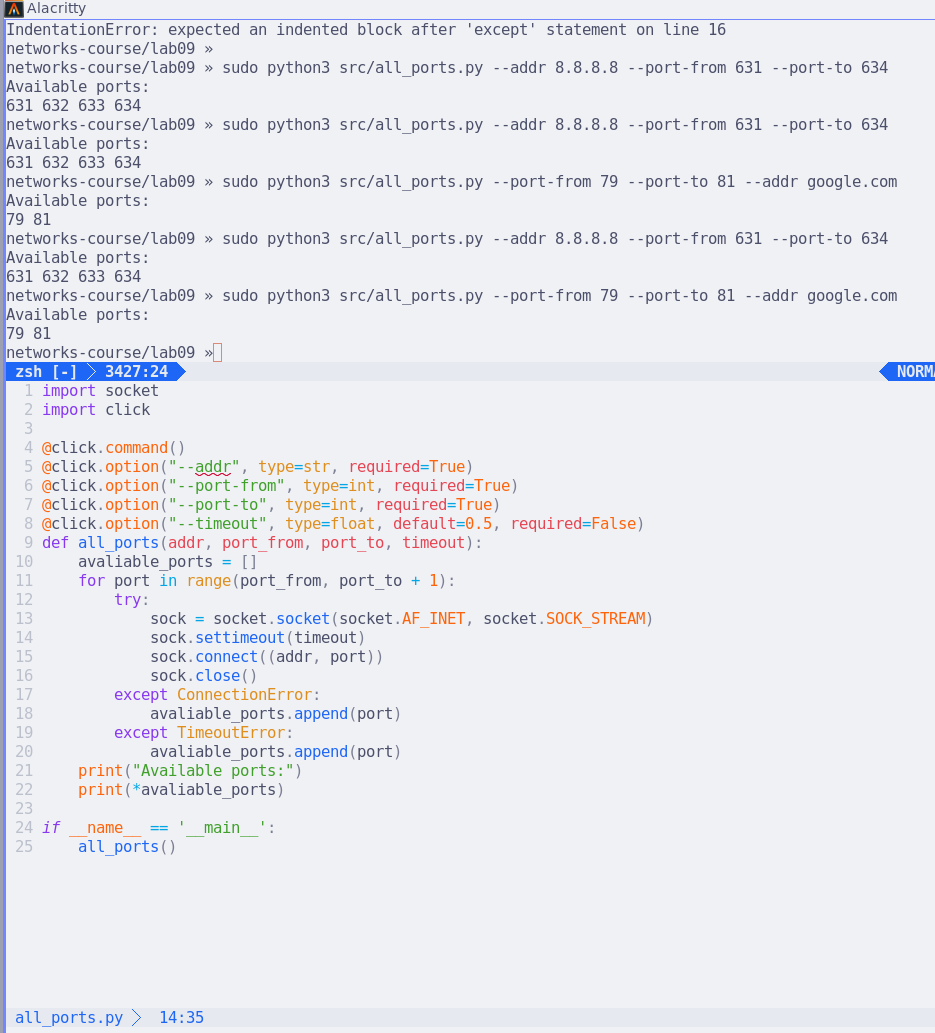 Alacritty
IndentationError: expected an indented block after 'except' statement on line 16
networks-course/lab09 »
networks-course/lab09 » sudo python3 src/all_ports.py --addr 8.8.8.8 --port-from 631 --port-to 634
Available ports:
631 632 633 634
networks-course/lab09 » sudo python3 src/all_ports.py --addr 8.8.8.8 --port-from 631 --port-to 634
Available ports:
631 632 633 634
networks-course/lab09 » sudo python3 src/all_ports.py --port-from 79 --port-to 81 --addr google.com
Available ports:
79 81
networks-course/lab09 » sudo python3 src/all_ports.py --addr 8.8.8.8 --port-from 631 --port-to 634
Available ports:
631 632 633 634
networks-course/lab09 » sudo python3 src/all_ports.py --port-from 79 --port-to 81 --addr google.com
Available ports:
79 81
networks-course/lab09 »
zsh [-] 3427:24 NORMA
1 import socket
2 import click
3
4 @click.command()
5 @click.option("--addr", type=str, required=True)
6 @click.option("--port-from", type=int, required=True)
7 @click.option("--port-to", type=int, required=True)
8 @click.option("--timeout", type=float, default=0.5, required=False)
9 def all_ports(addr, port_from, port_to, timeout):
10     avaliable_ports = []
11     for port in range(port_from, port_to + 1):
12         try:
13             sock = socket.socket(socket.AF_INET, socket.SOCK_STREAM)
14             sock.settimeout(timeout)
15             sock.connect((addr, port))
16             sock.close()
17         except ConnectionError:
18             avaliable_ports.append(port)
19         except TimeoutError:
20             avaliable_ports.append(port)
21     print("Available ports:")
22     print(*avaliable_ports)
23
24 if __name__ == '__main__':
25     all_ports()
all_ports.py 14:35